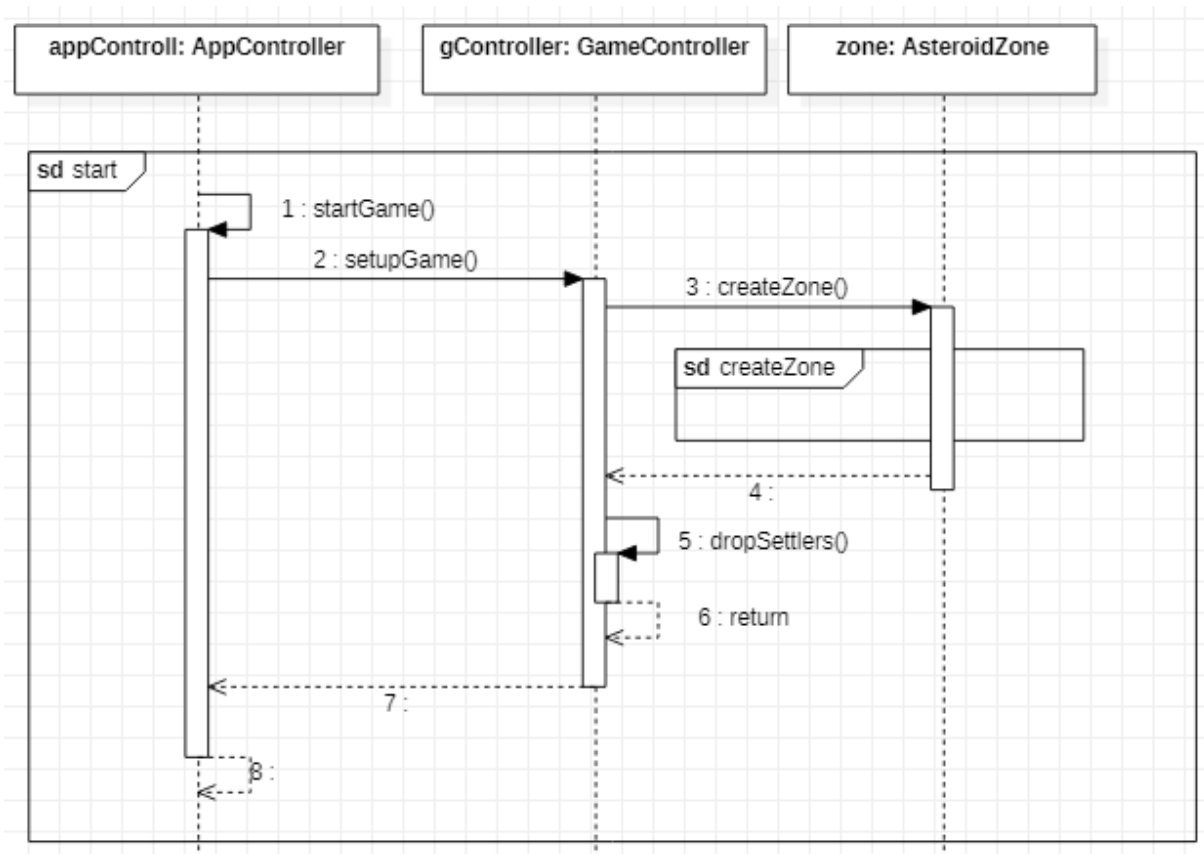 appControll: AppController
gController: GameController
zone: AsteroidZone
sd start
1 : startGame()
2 : setupGame()
3 : createZone()
sd createZone
4 :
5 : dropSettlers()
6 : return
7 :
8 :